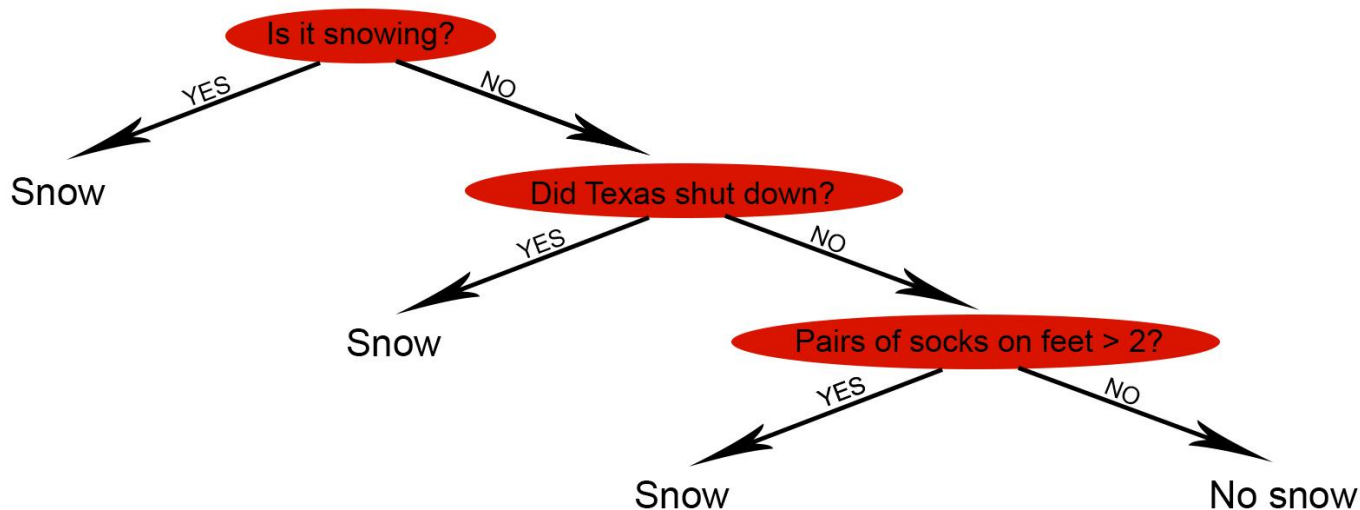 Is it snowing?
YES
NO
Snow
Did Texas shut down?
YES
NO
Snow
Pairs of socks on feet > 2?
YES
NO
Snow
No snow